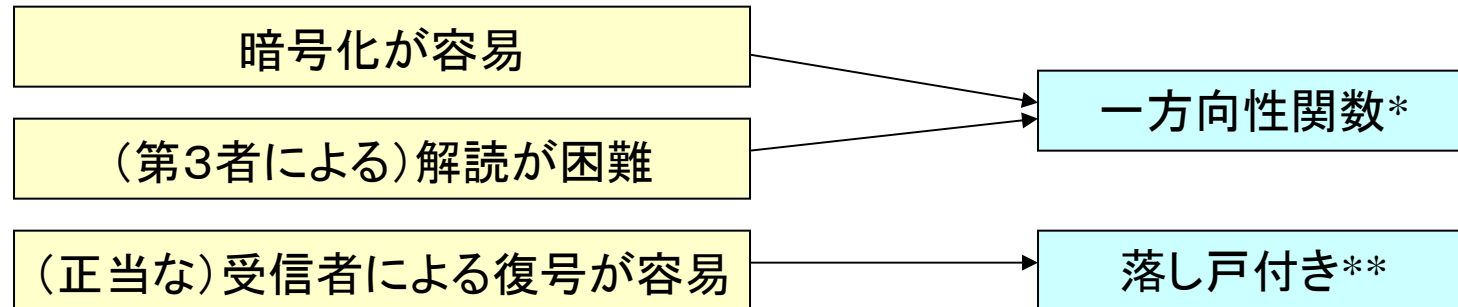 暗号化が容易
一方向性関数*
（第３者による）解読が困難
（正当な）受信者による復号が容易
落し戸付き**